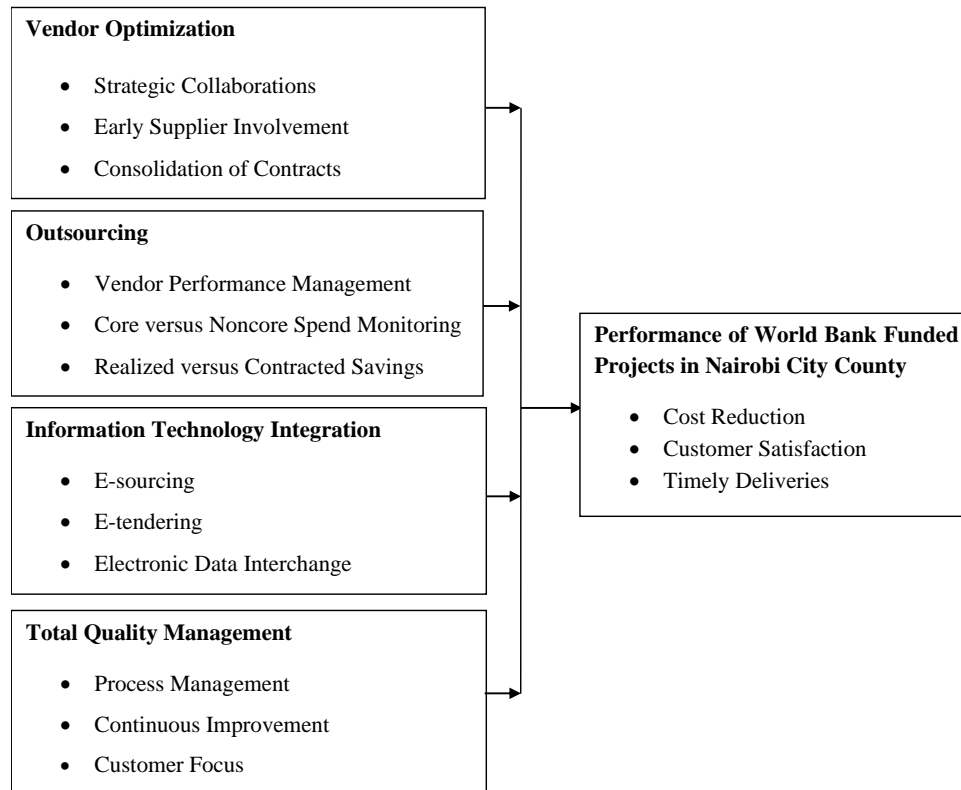 Vendor Optimization
• Strategic Collaborations
• Early Supplier Involvement
• Consolidation of Contracts
Outsourcing
• Vendor Performance Management
• Core versus Noncore Spend Monitoring
• Realized versus Contracted Savings
Information Technology Integration
• E-sourcing
• E-tendering
• Electronic Data Interchange
Total Quality Management
• Process Management
• Continuous Improvement
• Customer Focus
Performance of World Bank Funded
Projects in Nairobi City County
• Cost Reduction
• Customer Satisfaction
• Timely Deliveries